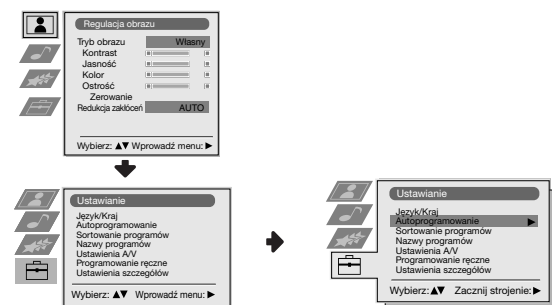 Regulacja obrazu
Tryb obrazu Własny
Kontrast
Jasność
Kolor
Ostrość
Zerowanie
Redukcja zakłóceń AUTO
Wybierz: ▲▼ Wprowadź menu: ▶
Ustawianie
Język/Kraj
Autoprogramowanie
Sortowanie programów
Nazwy programów
Ustawienia A/V
Programowanie ręczne
Ustawienia szczegółów
Wybierz: ▲▼ Wprowadź menu: ▶
Ustawianie
Język/Kraj
Autoprogramowanie ▶
Sortowanie programów
Nazwy programów
Ustawienia A/V
Programowanie ręczne
Ustawienia szczegółów
Wybierz: ▲▼ Zacznij strojenie: ▶